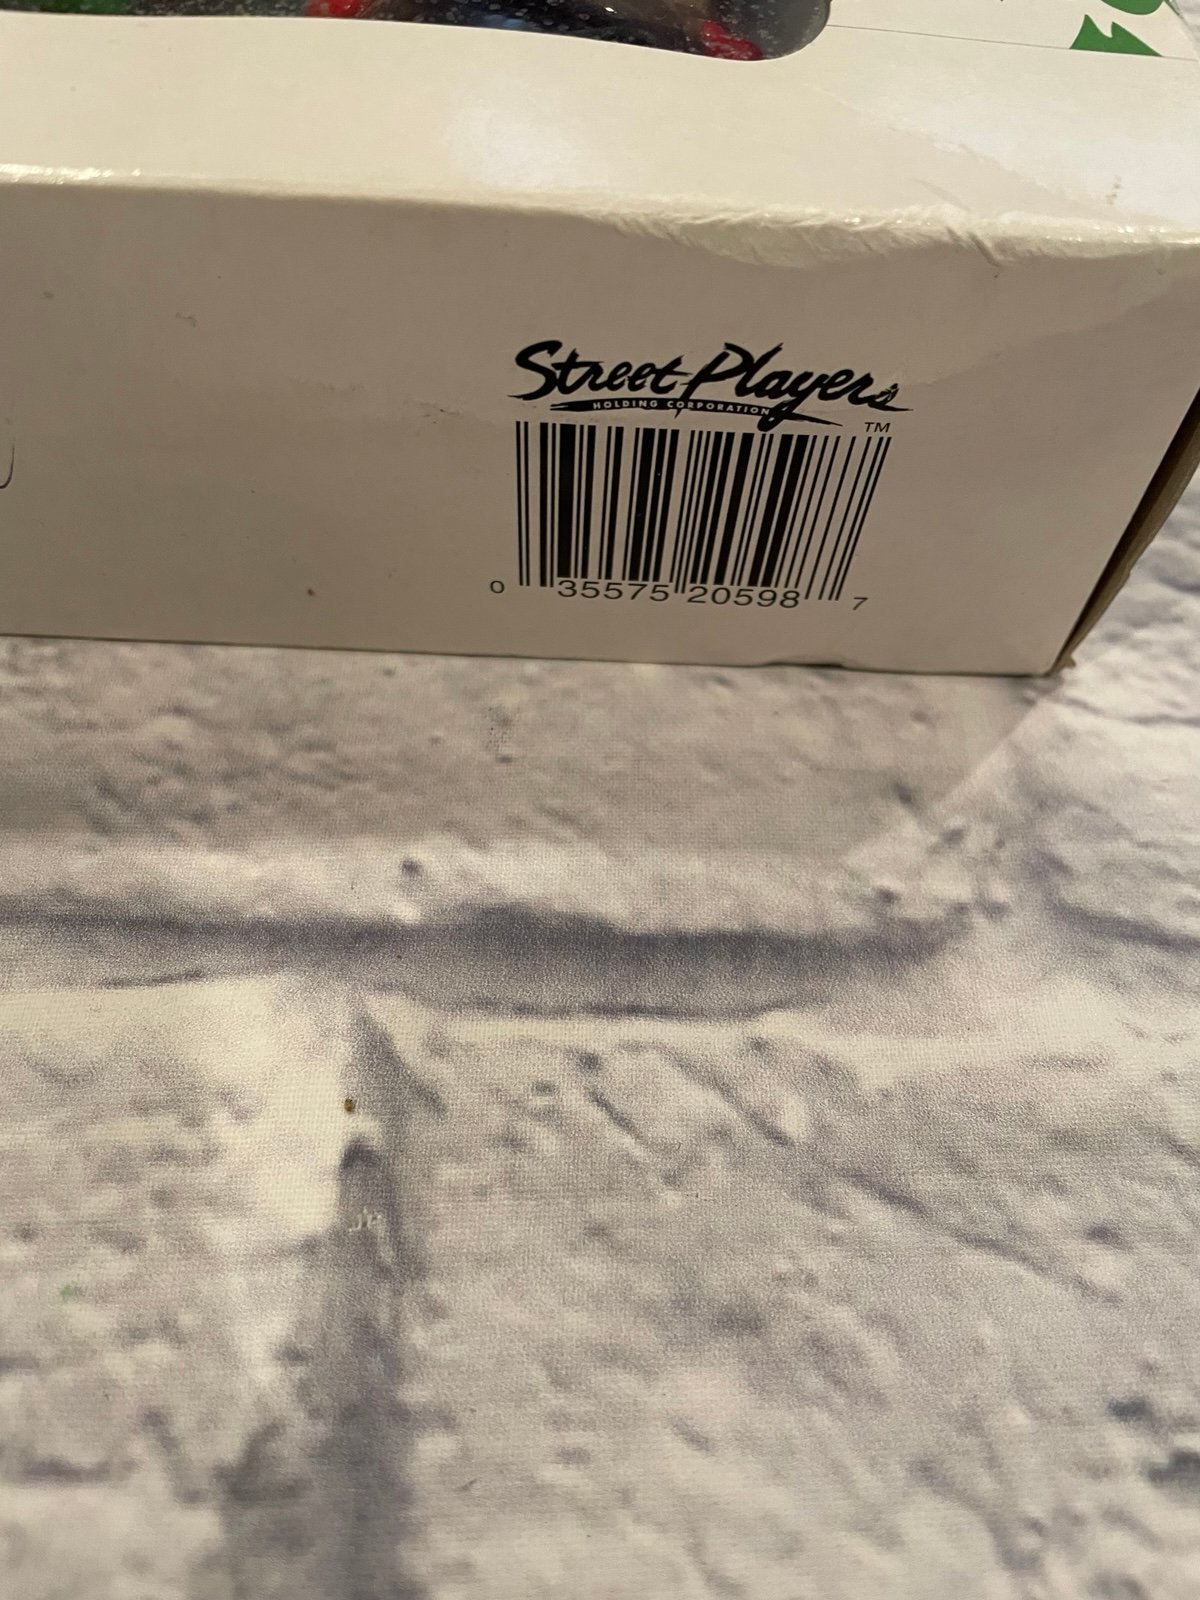 Street Players
HOLDING CORPORATION
TM
0 35575 20598 7